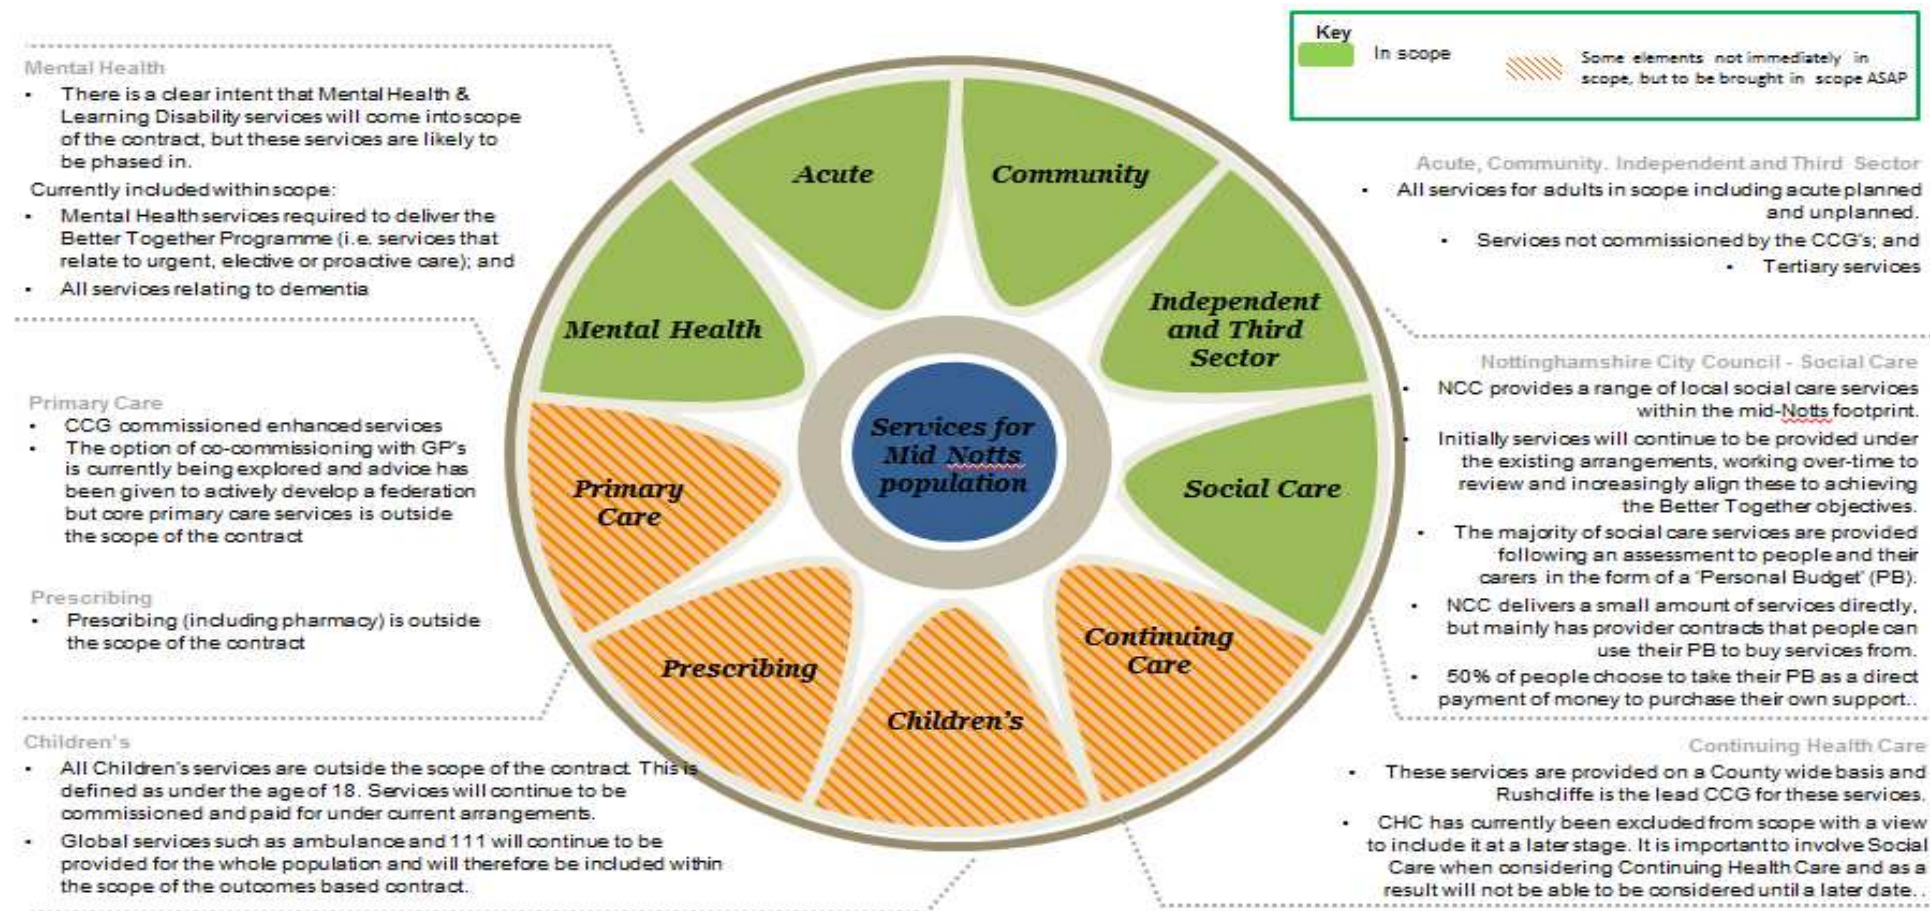 Mental Health
• There is a clear intent that Mental Health &
Learning Disability services will come into scope
of the contract, but these services are likely to
be phased in.
Currently included within scope:
• Mental Health services required to deliver the
Better Together Programme (i.e. services that
relate to urgent, elective or proactive care); and
• All services relating to dementia
Primary Care
• CCG commissioned enhanced services
• The option of co-commissioning with GP's
is currently being explored and advice has
been given to actively develop a federation
but core primary care services is outside
the scope of the contract
Prescribing
• Prescribing (including pharmacy) is outside
the scope of the contract
Children's
• All Children's services are outside the scope of the contract. This is
defined as under the age of 18. Services will continue to be
commissioned and paid for under current arrangements.
• Global services such as ambulance and 111 will continue to be
provided for the whole population and will therefore be included within
the scope of the outcomes based contract.
Acute
Community
Independent
and Third
Sector
Social Care
Continuing
Care
Children's
Prescribing
Primary
Care
Mental Health
Services for
Mid Notts
population
Key
In scope
Some elements not immediately in
scope, but to be brought in scope ASAP
Acute, Community. Independent and Third Sector
• All services for adults in scope including acute planned
and unplanned.
• Services not commissioned by the CCG's; and
• Tertiary services
Nottinghamshire City Council - Social Care
• NCC provides a range of local social care services
within the mid-Notts footprint.
• Initially services will continue to be provided under
the existing arrangements, working over-time to
review and increasingly align these to achieving
the Better Together objectives.
• The majority of social care services are provided
following an assessment to people and their
carers in the form of a 'Personal Budget' (PB).
• NCC delivers a small amount of services directly,
but mainly has provider contracts that people can
use their PB to buy services from.
• 50% of people choose to take their PB as a direct
payment of money to purchase their own support..
Continuing Health Care
• These services are provided on a County wide basis and
Rushcliffe is the lead CCG for these services.
• CHC has currently been excluded from scope with a view
to include it at a later stage. It is important to involve Social
Care when considering Continuing Health Care and as a
result will not be able to be considered until a later date. .